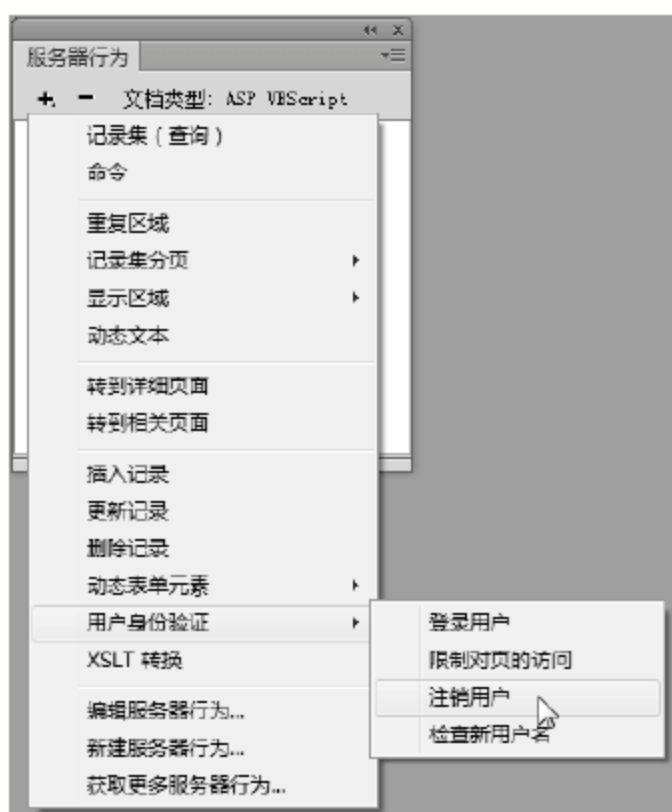 服务器行为
文档类型: ASP VBScript
记录集（查询）
命令
重复区域
记录集分页
显示区域
动态文本
转到详细页面
转到相关页面
插入记录
更新记录
删除记录
动态表单元素
用户身份验证
登录用户
限制对页的访问
注销用户
检查新用户名
XSLT 转换
编辑服务器行为...
新建服务器行为...
获取更多服务器行为...